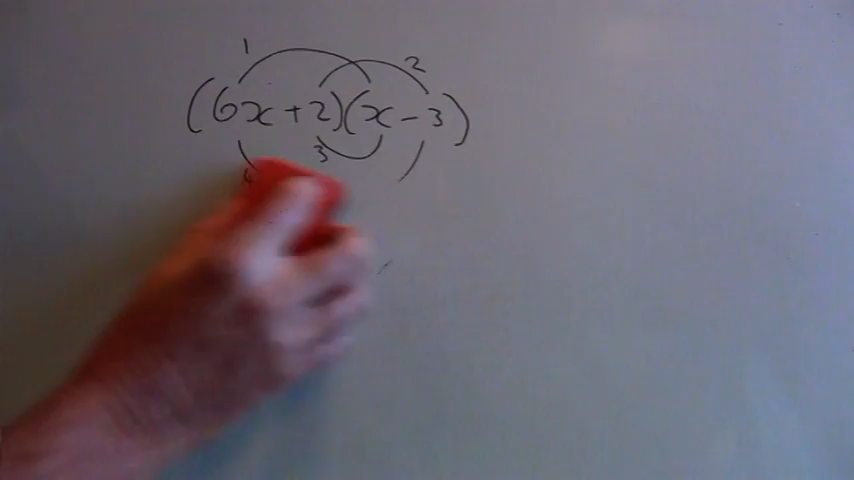 1 2
(6x+2)(x-3)
3